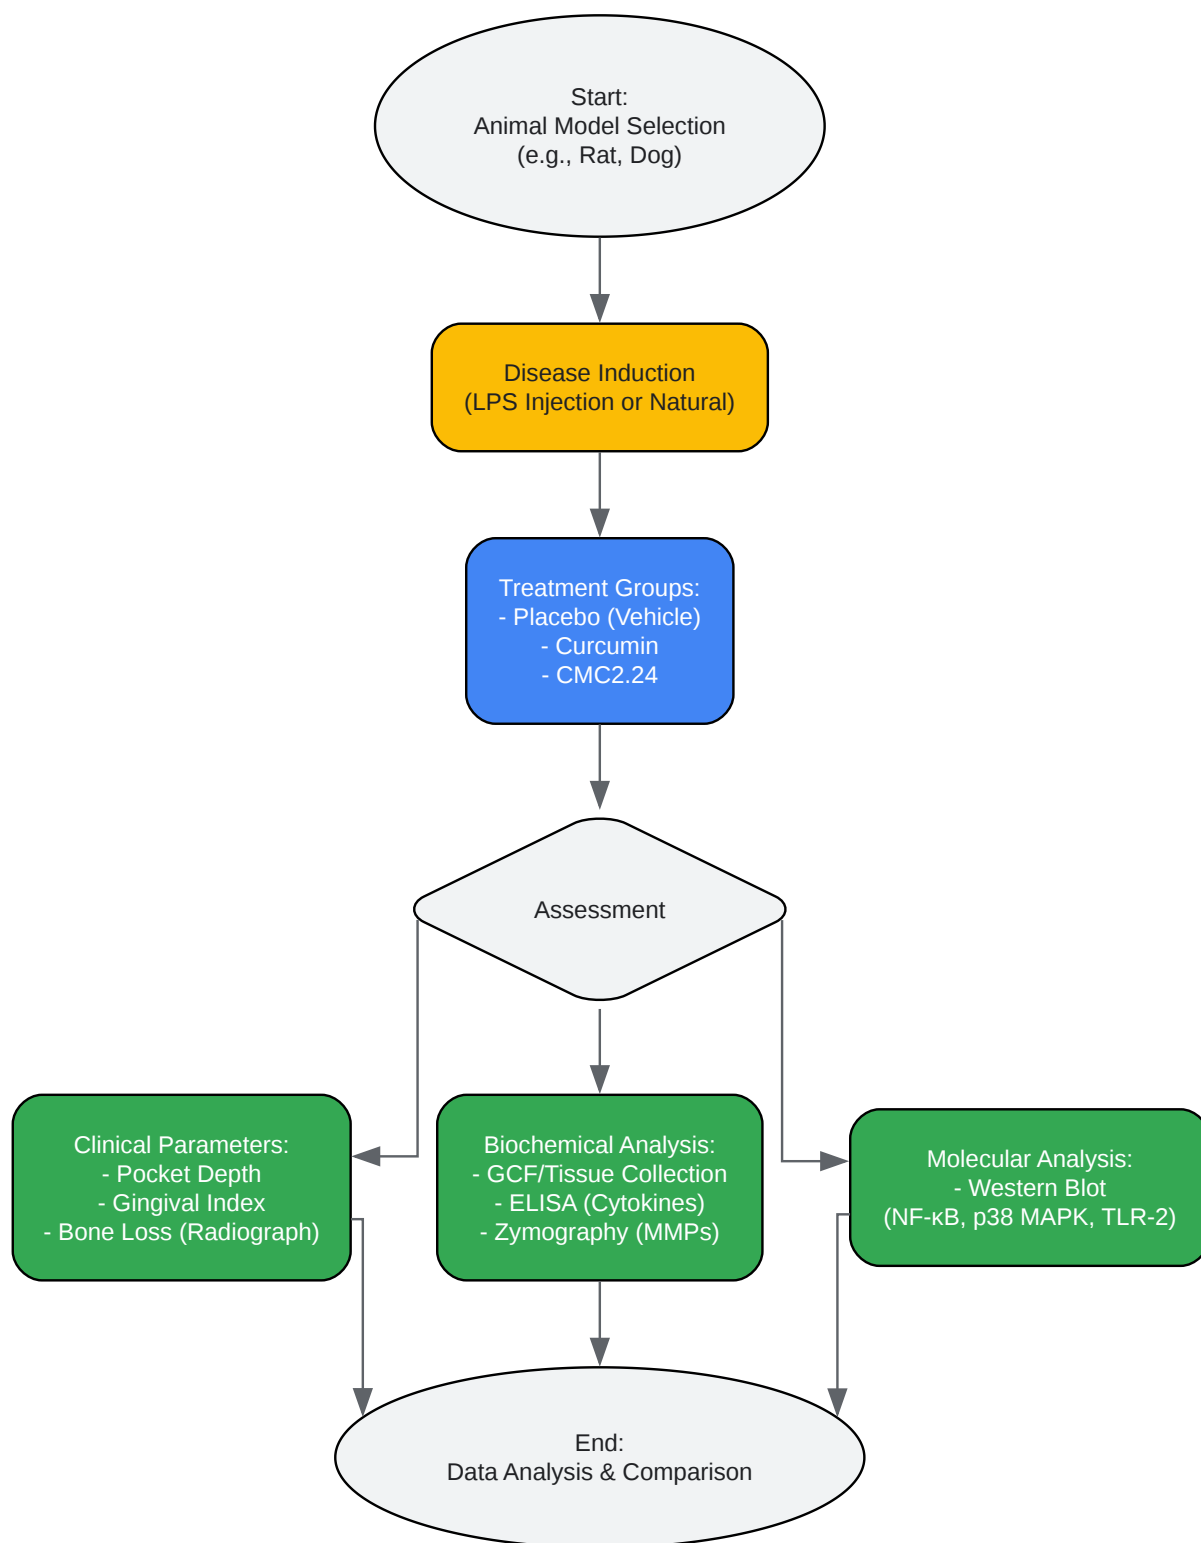 Start:
Animal Model Selection
(e.g., Rat, Dog)
Disease Induction
(LPS Injection or Natural)
Treatment Groups:
- Placebo (Vehicle)
- Curcumin
- CMC2.24
Assessment
Clinical Parameters:
- Pocket Depth
- Gingival Index
- Bone Loss (Radiograph)
Biochemical Analysis:
- GCF/Tissue Collection
- ELISA (Cytokines)
- Zymography (MMPs)
Molecular Analysis:
- Western Blot
(NF-κB, p38 MAPK, TLR-2)
End:
Data Analysis & Comparison